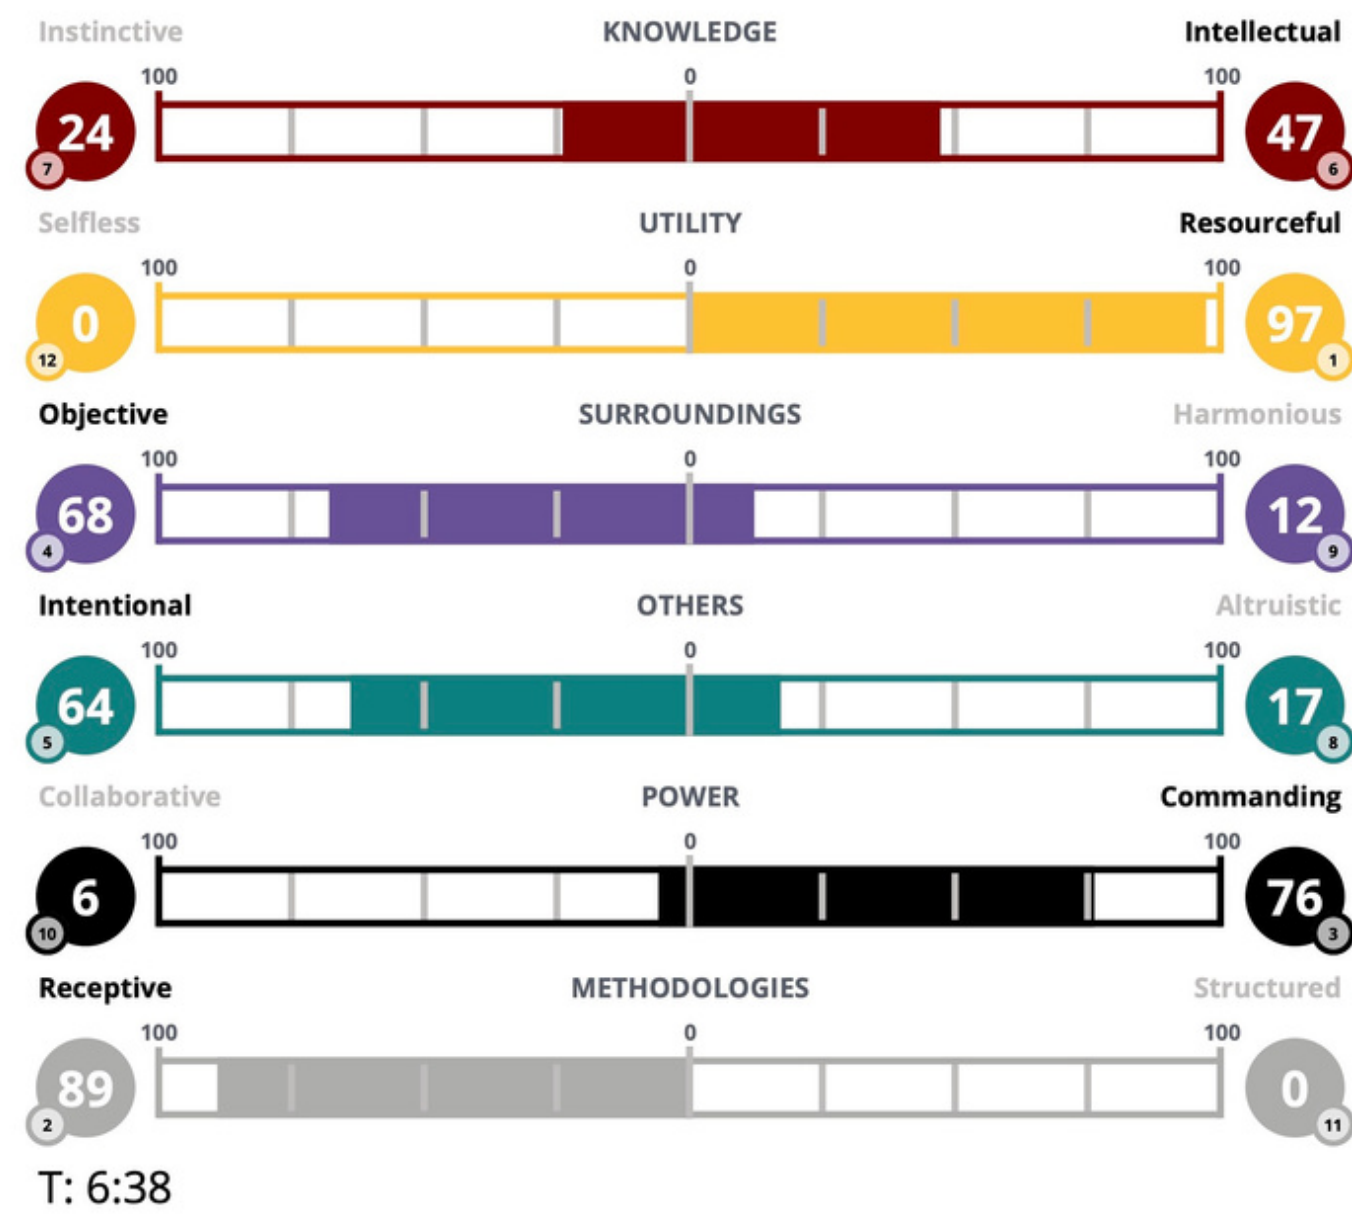 Instinctive KNOWLEDGE Intellectual
100 0 100
24 47
7 6
Selfless UTILITY Resourceful
100 0 100
0 97
12 1
Objective SURROUNDINGS Harmonious
100 0 100
68 12
4 9
Intentional OTHERS Altruistic
100 0 100
64 17
5 8
Collaborative POWER Commanding
100 0 100
6 76
10 3
Receptive METHODOLOGIES Structured
100 0 100
89 0
2 11
T: 6:38